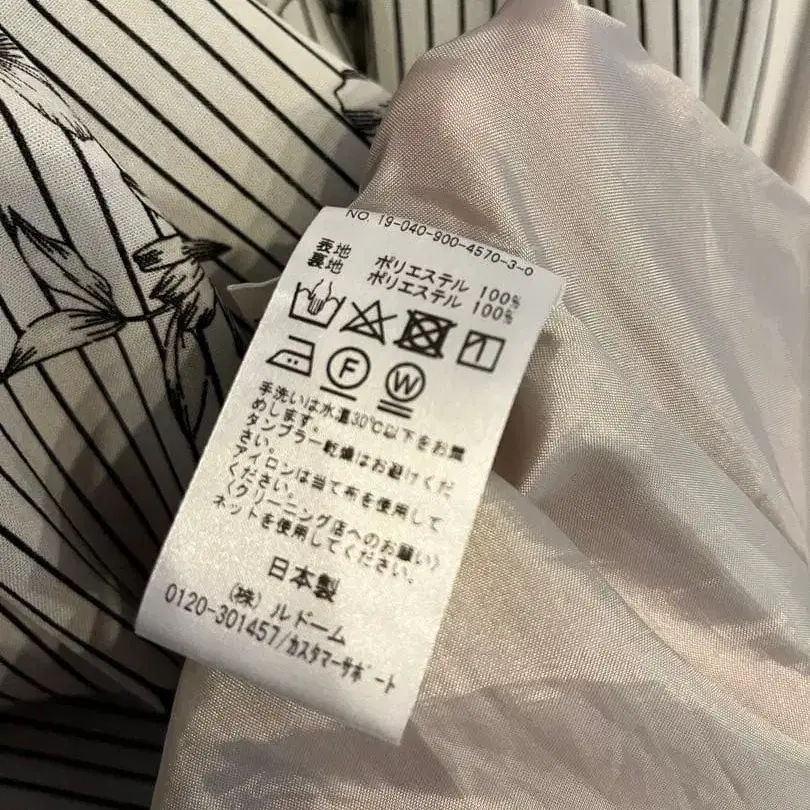 NO. 19-040-900-4570-3-0
表地 ポリエステル 100%
裏地 ポリエステル 100%
F W
手洗いは水温30℃以下をお願
めします。
タンブラー乾燥はお避けくだ
さい。
アイロンは当て布を使用して
ください。
〈クリーニング店へのお願い〉
ネットを使用してください。
日本製
(株) ルドーム
0120-301457/カスタマーサポート